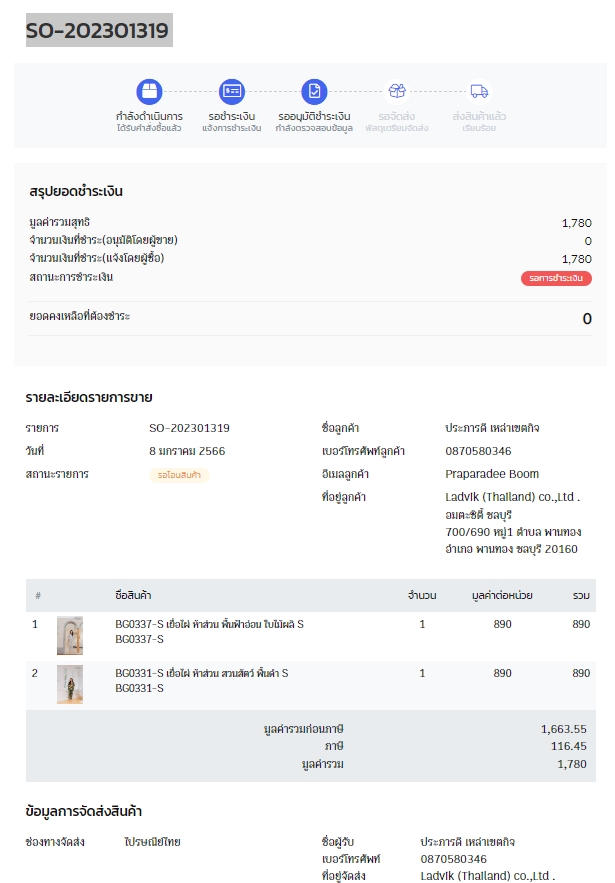 SO-202301319
กำลังดำเนินการ รอชำระเงิน รออนุมัติชำระเงิน รอจัดส่ง ส่งสินค้าแล้ว
ได้รับคำสั่งซื้อแล้ว แจ้งการชำระเงิน กำลังตรวจสอบข้อมูล พัสดุเตรียมจัดส่ง เรียบร้อย
สรุปยอดชำระเงิน
มูลค่ารวมสุทธิ 1,780
จำนวนเงินที่ชำระ(อนุมัติโดยผู้ขาย) 0
จำนวนเงินที่ชำระ(แจ้งโดยผู้ซื้อ) 1,780
สถานะการชำระเงิน รอการชำระเงิน
ยอดคงเหลือที่ต้องชำระ 0
รายละเอียดรายการขาย
รายการ SO-202301319 ชื่อลูกค้า ประภารดี เหล่าเขตกิจ
วันที่ 8 มกราคม 2566 เบอร์โทรศัพท์ลูกค้า 0870580346
สถานะรายการ รอโอนสินค้า อีเมลลูกค้า Praparadee Boom
ที่อยู่ลูกค้า Ladvik (Thailand) co.,Ltd .
อมตะซิตี้ ชลบุรี
700/690 หมู่1 ตำบล พานทอง
อำเภอ พานทอง ชลบุรี 20160
# ชื่อสินค้า จำนวน มูลค่าต่อหน่วย รวม
1 BG0337-S เยื่อไผ่ ห้าส่วน พื้นฟ้าอ่อน ใบไม้ผลิ S 1 890 890
BG0337-S
2 BG0331-S เยื่อไผ่ ห้าส่วน สวนสัตว์ พื้นดำ S 1 890 890
BG0331-S
มูลค่ารวมก่อนภาษี 1,663.55
ภาษี 116.45
มูลค่ารวม 1,780
ข้อมูลการจัดส่งสินค้า
ช่องทางจัดส่ง ไปรษณีย์ไทย ชื่อผู้รับ ประภารดี เหล่าเขตกิจ
เบอร์โทรศัพท์ 0870580346
ที่อยู่จัดส่ง Ladvik (Thailand) co.,Ltd .